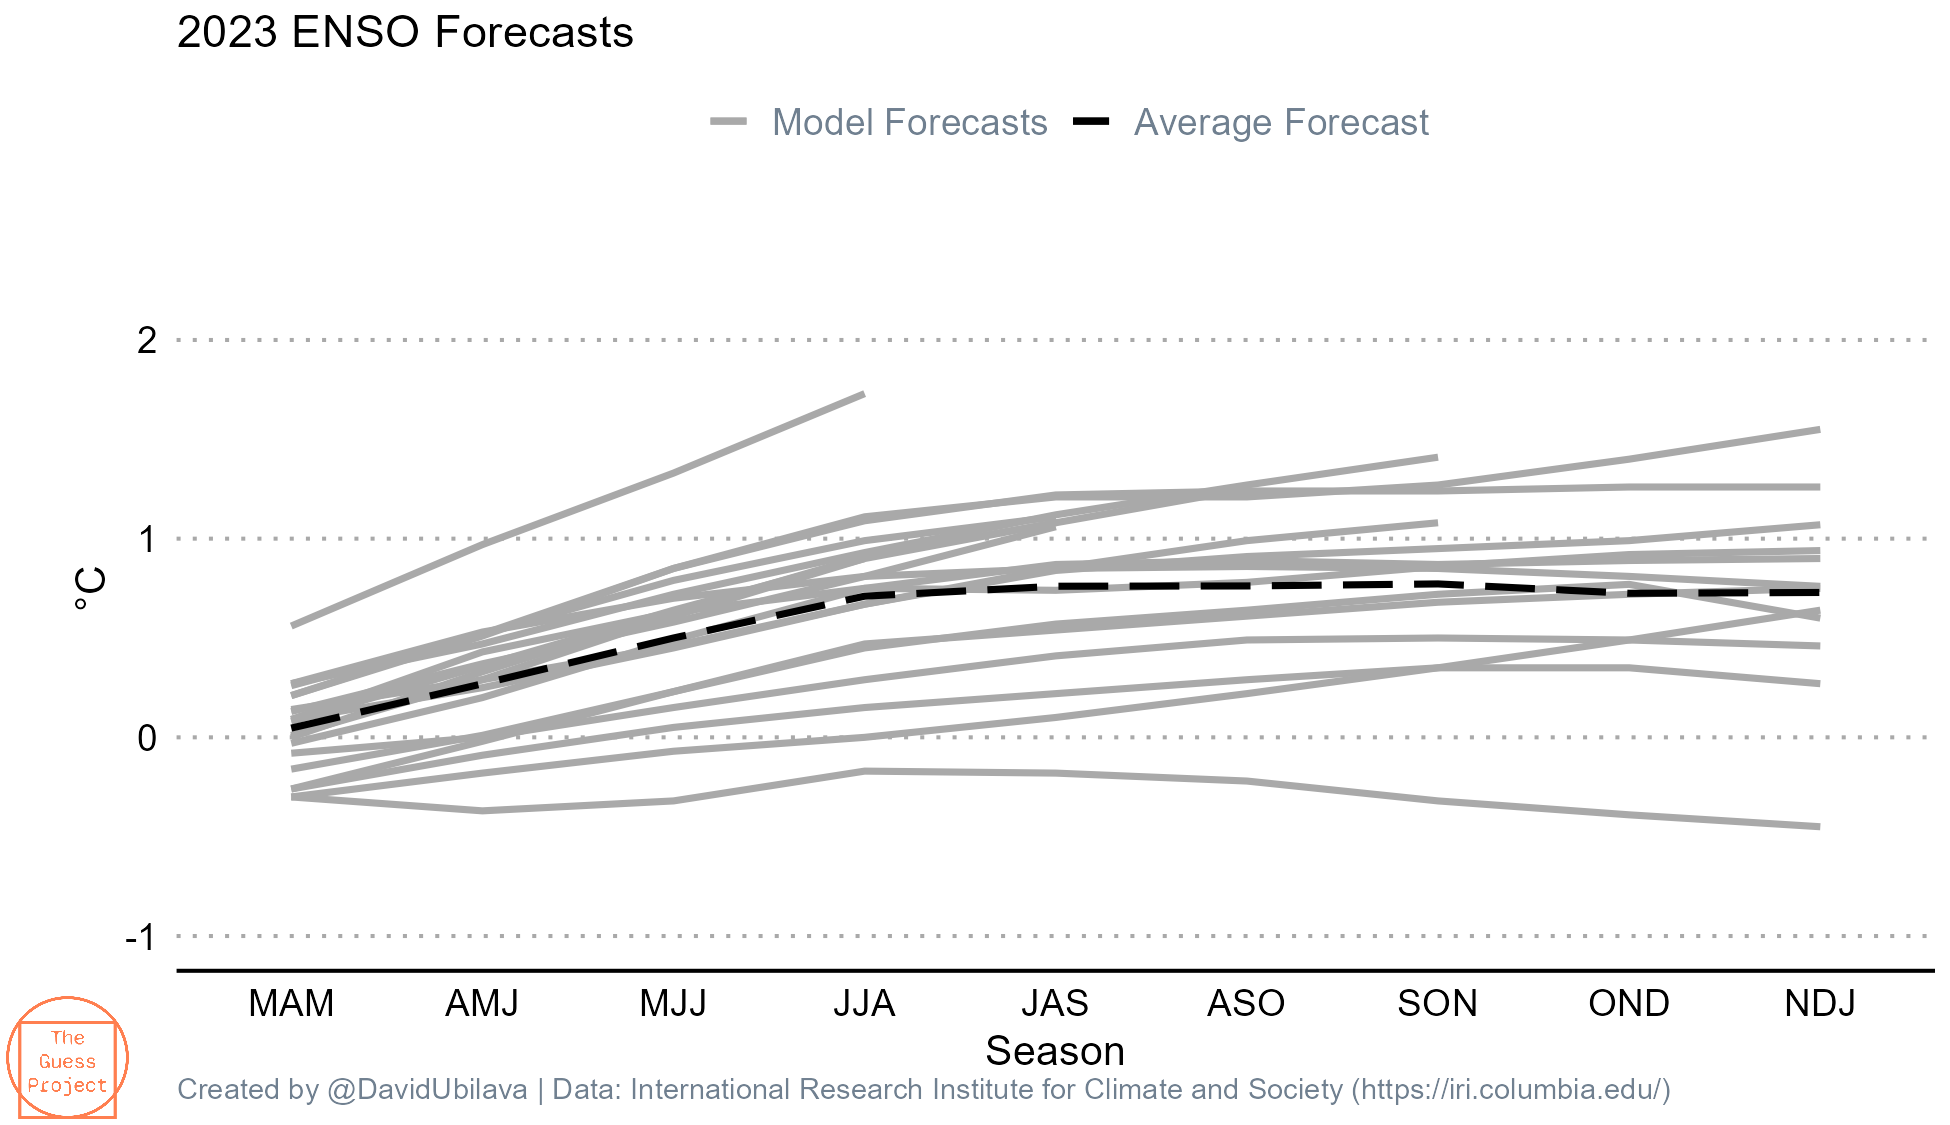 2023 ENSO Forecasts
Model Forecasts Average Forecast
2
1
0
-1
°C
MAM AMJ MJJ JJA JAS ASO SON OND NDJ
Season
The
Guess
Project
Created by @DavidUbilava | Data: International Research Institute for Climate and Society (https://iri.columbia.edu/)